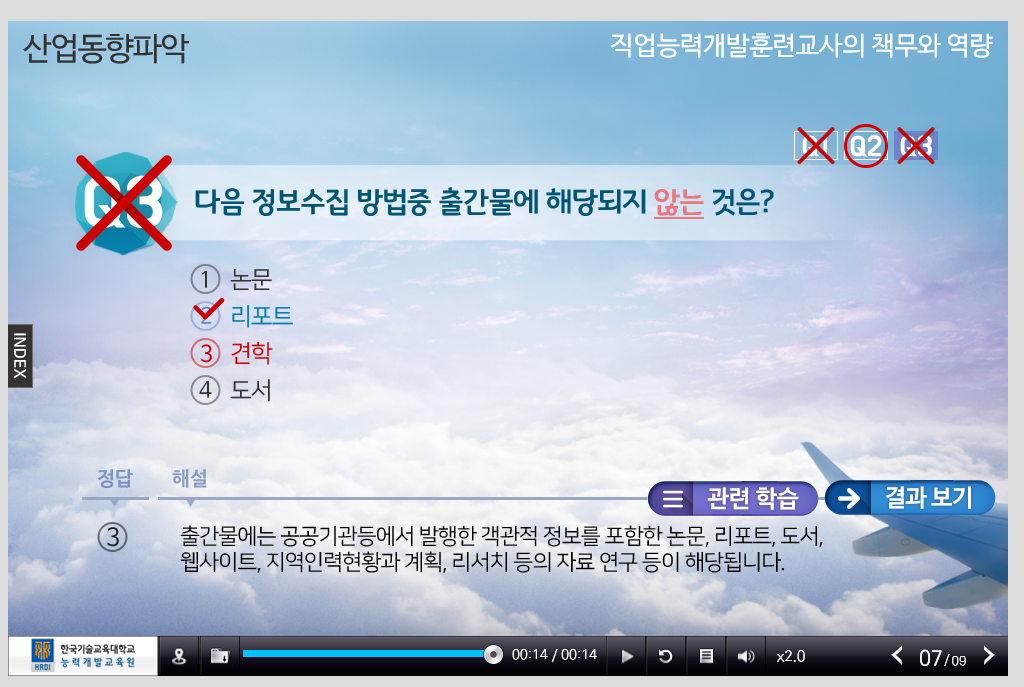 산업동향파악
직업능력개발훈련교사의 책무와 역량
Q1 Q2 Q3
Q3 다음 정보수집 방법중 출간물에 해당되지 않는 것은?
① 논문
② 리포트
③ 견학
④ 도서
INDEX
정답 해설
관련 학습 결과 보기
③ 출간물에는 공공기관등에서 발행한 객관적 정보를 포함한 논문, 리포트, 도서,
웹사이트, 지역인력현황과 계획, 리서치 등의 자료 연구 등이 해당됩니다.
HRDI 한국기술교육대학교
능력개발교육원
00:14 / 00:14 x2.0 07/09